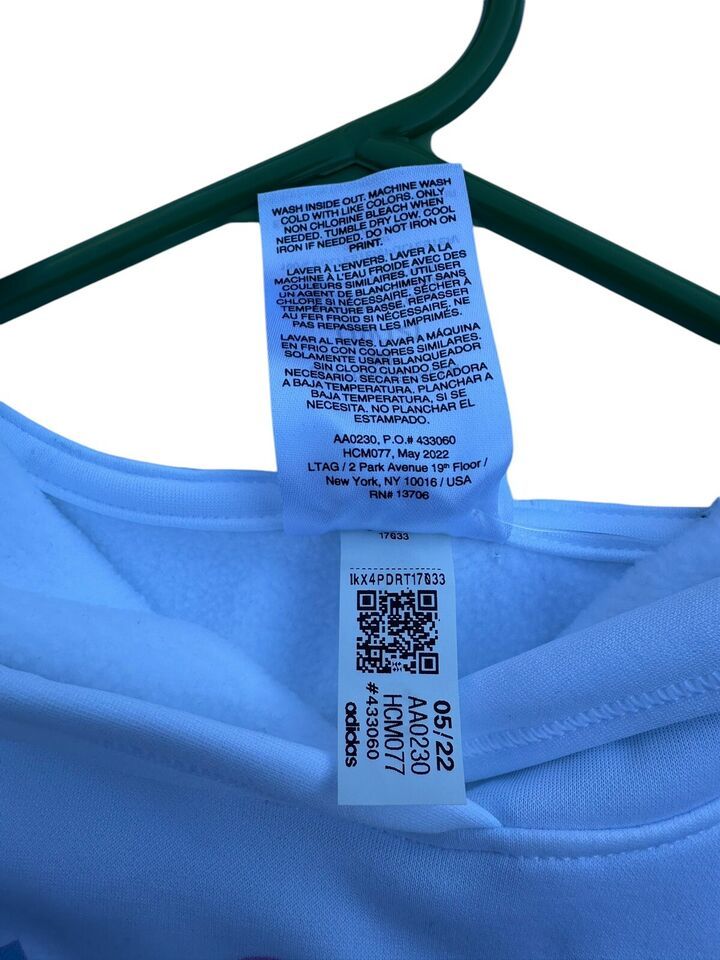 WASH INSIDE OUT. MACHINE WASH
COLD WITH LIKE COLORS. ONLY
NON CHLORINE BLEACH WHEN
NEEDED. TUMBLE DRY LOW. COOL
IRON IF NEEDED. DO NOT IRON ON
PRINT.
LAVER À L'ENVERS. LAVER À LA
MACHINE À L'EAU FROIDE AVEC DES
COULEURS SIMILAIRES. UTILISER
UN AGENT DE BLANCHIMENT SANS
CHLORE SI NÉCESSAIRE. SÉCHER À
TEMPÉRATURE BASSE. REPASSER
AU FER FROID SI NÉCESSAIRE. NE
PAS REPASSER LES IMPRIMÉS.
LAVAR AL REVÉS. LAVAR A MÁQUINA
EN FRIO CON COLORES SIMILARES.
SOLAMENTE USAR BLANQUEADOR
SIN CLORO CUANDO SEA
NECESARIO. SECAR EN SECADORA
A BAJA TEMPERATURA. PLANCHAR A
BAJA TEMPERATURA, SI SE
NECESITA. NO PLANCHAR EL
ESTAMPADO.
AA0230, P.O.# 433060
HCM077, May 2022
LTAG / 2 Park Avenue 19th Floor /
New York, NY 10016 / USA
RN# 13706
17033
1kX4PDRT17033
05/22
AA0230
HCM077
#433060
adidas